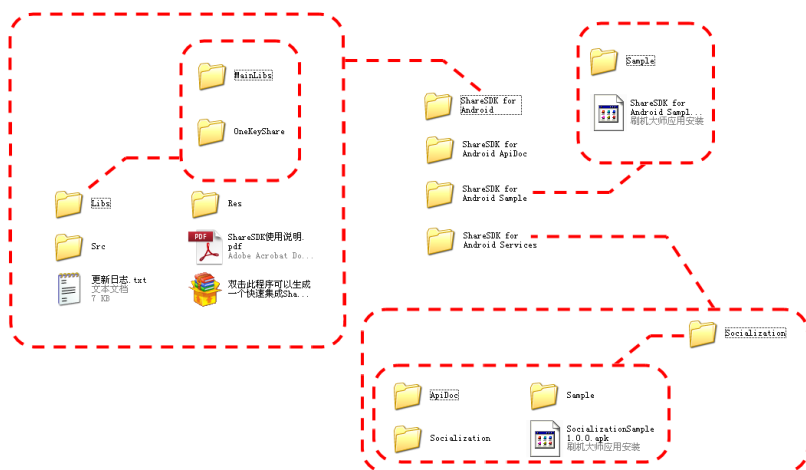 MainLibs
OneKeyShare
Libs
Res
Src
ShareSDK使用说明.
pdf
Adobe Acrobat Do...
更新日志.txt
文本文档
7 KB
双击此程序可以生成
一个快速集成Sha...
ShareSDK for
Android
ShareSDK for
Android ApiDoc
ShareSDK for
Android Sample
ShareSDK for
Android Services
Sample
ShareSDK for
Android Sampl...
刷机大师应用安装
Socialization
ApiDoc
Sample
Socialization
SocializationSample
1.0.0.apk
刷机大师应用安装